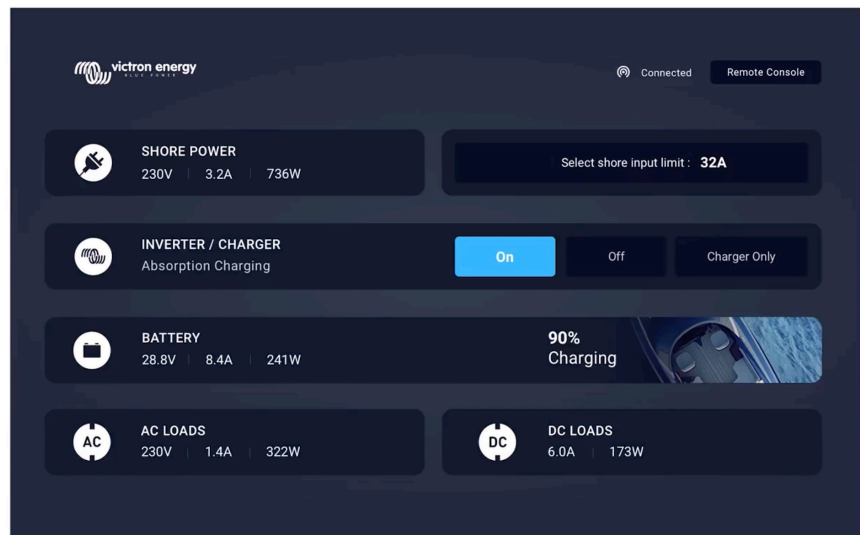 victron energy
BLUE POWER
Connected
Remote Console
SHORE POWER
230V | 3.2A | 736W
Select shore input limit : 32A
INVERTER / CHARGER
Absorption Charging
On
Off
Charger Only
BATTERY
28.8V | 8.4A | 241W
90%
Charging
AC
AC LOADS
230V | 1.4A | 322W
DC
DC LOADS
6.0A | 173W